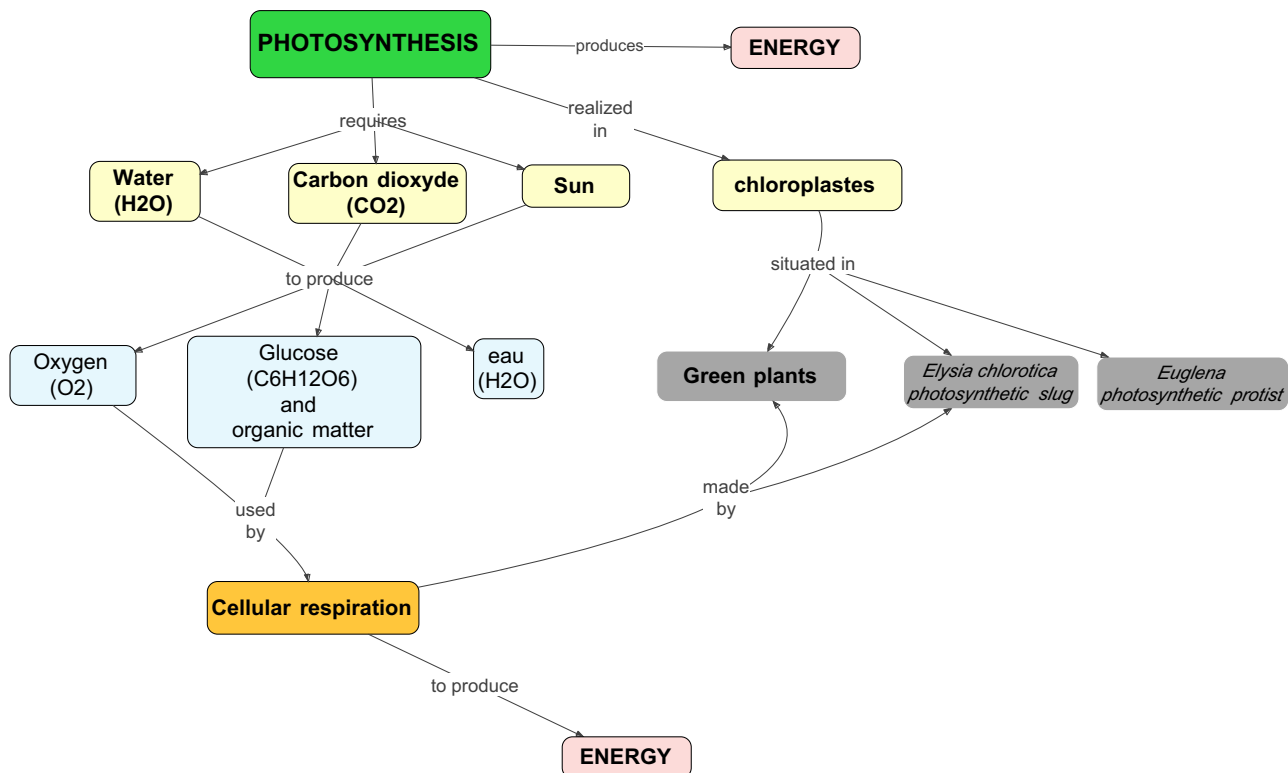 PHOTOSYNTHESIS
produces
ENERGY
requires
realized
in
Water
(H2O)
Carbon dioxyde
(CO2)
Sun
chloroplastes
to produce
situated in
Oxygen
(O2)
Glucose
(C6H12O6)
and
organic matter
eau
(H2O)
Green plants
Elysia chlorotica
photosynthetic slug
Euglena
photosynthetic protist
used
by
made
by
Cellular respiration
to produce
ENERGY